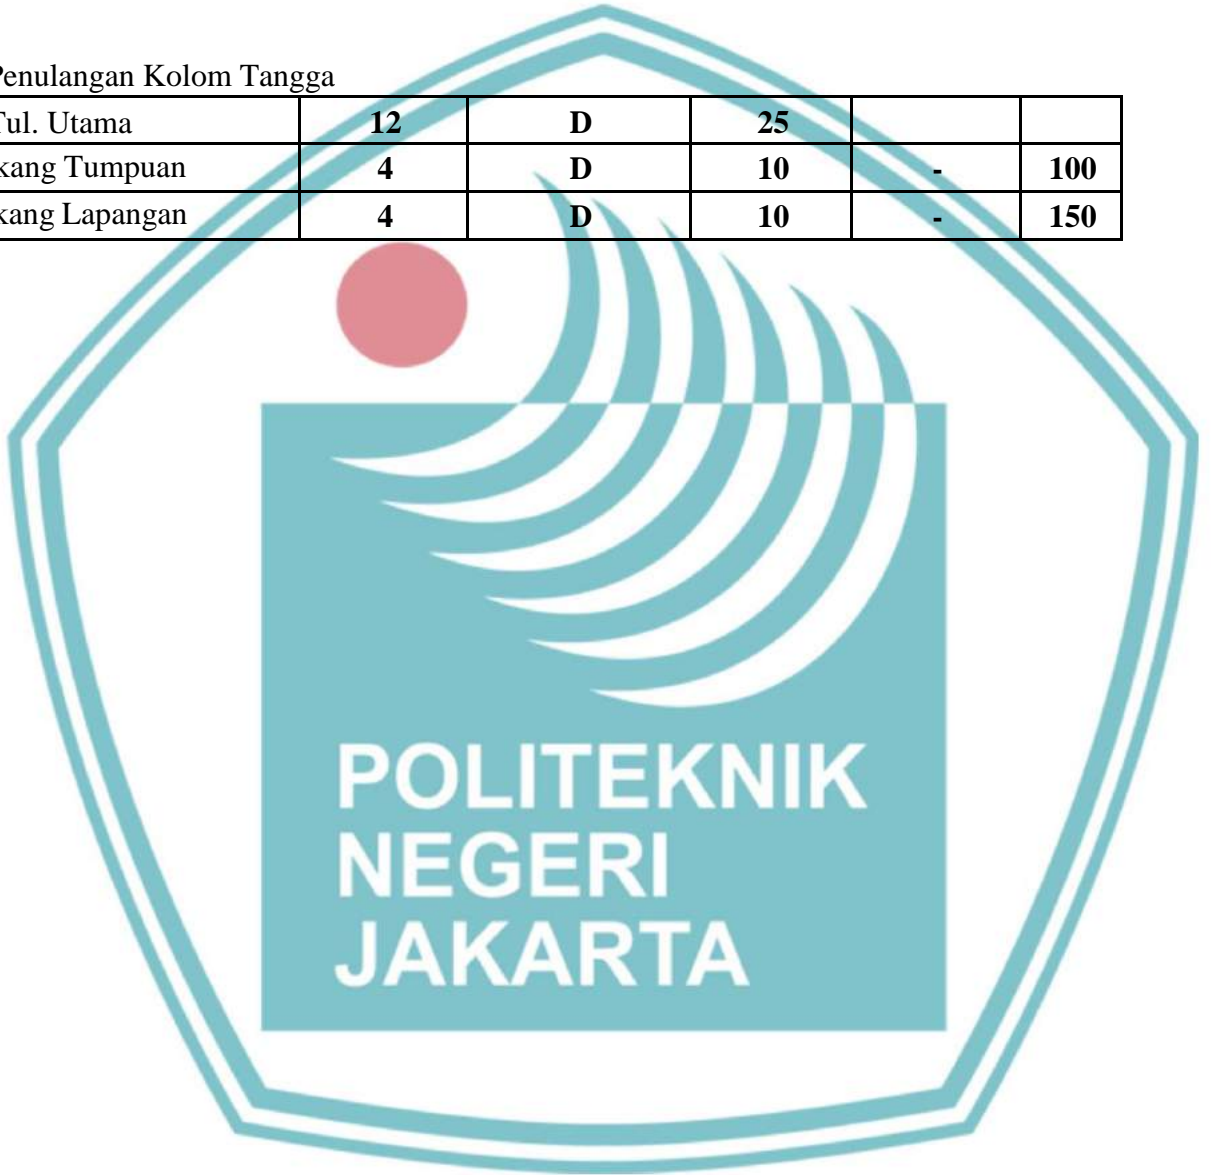 Penulangan Kolom Tangga
Tul. Utama 12 D 25
kang Tumpuan 4 D 10 - 100
kang Lapangan 4 D 10 - 150
POLITEKNIK
NEGERI
JAKARTA